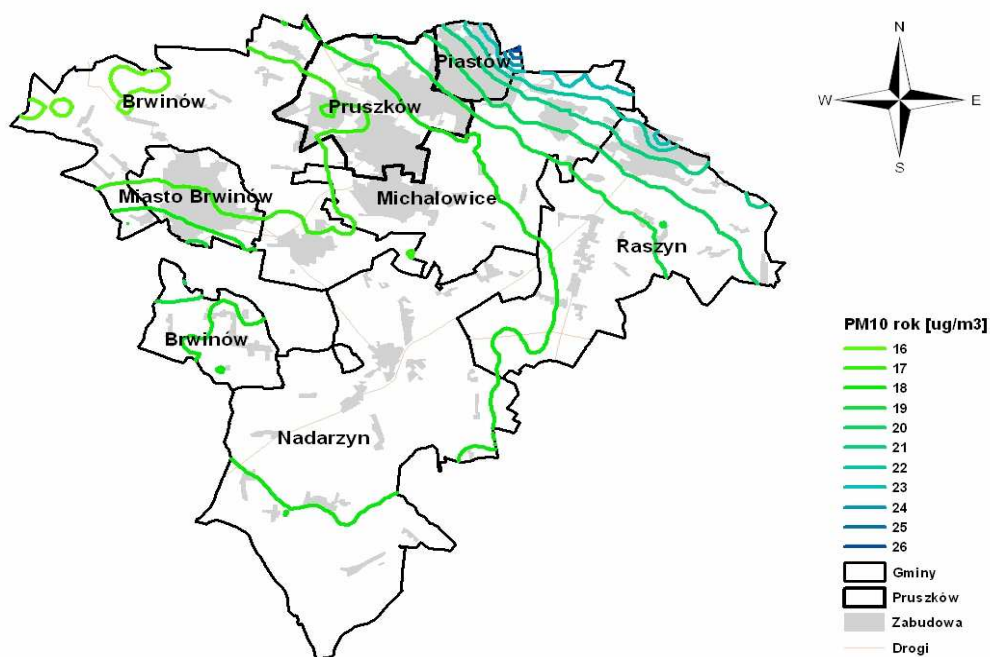 N
W E
S
Piastów
Brwinów
Pruszków
Miasto Brwinów
Michalowice
Raszyn
Brwinów
Nadarzyn
PM10 rok [ug/m3]
16
17
18
19
20
21
22
23
24
25
26
Gminy
Pruszków
Zabudowa
Drogi